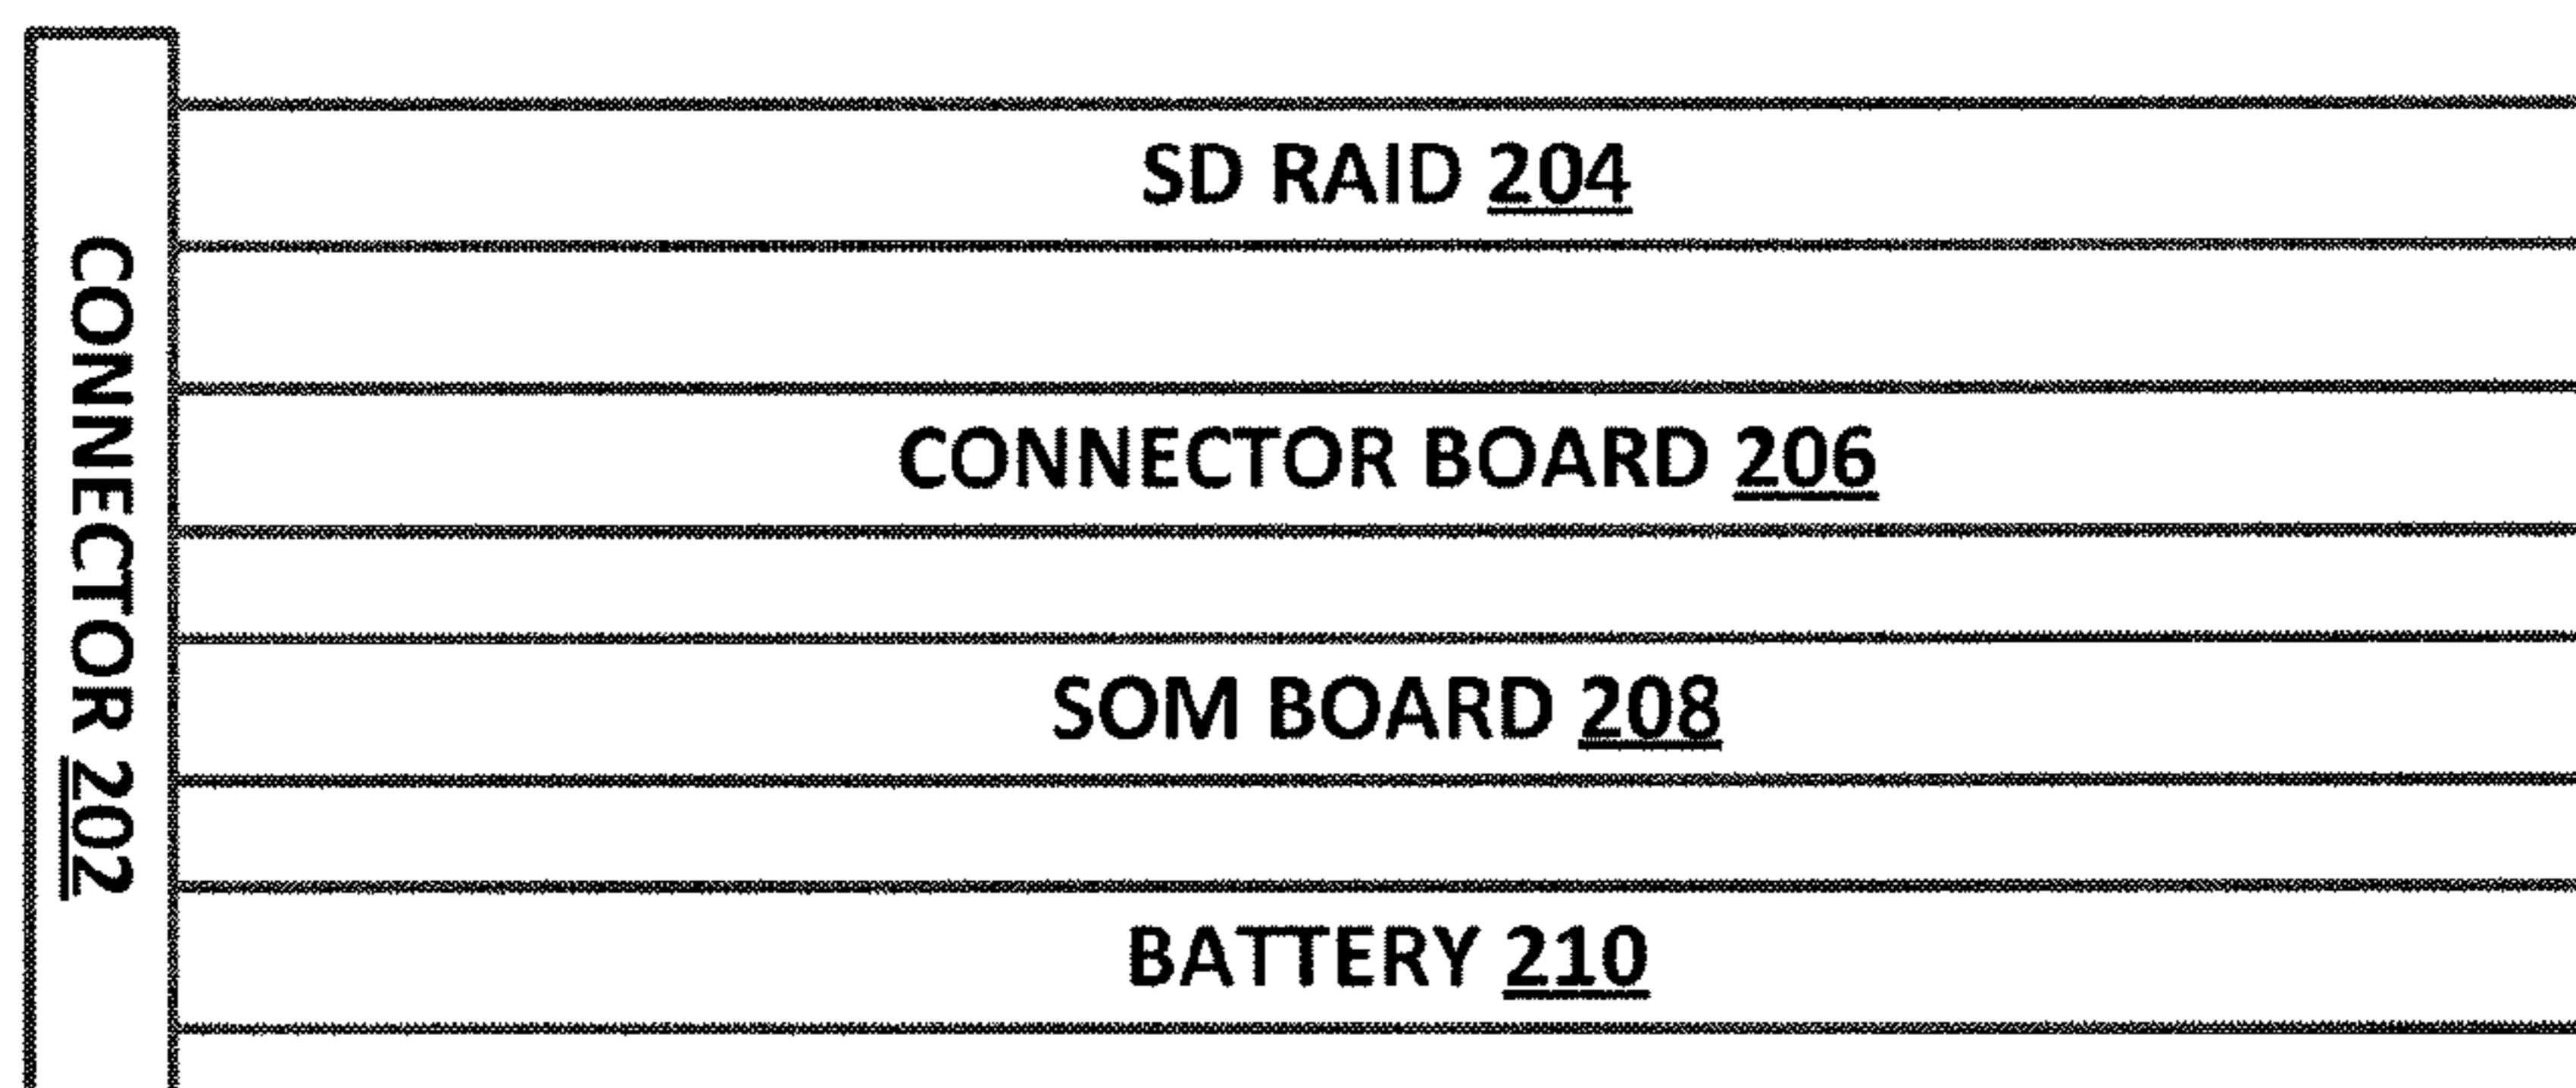 CONNECTOR 202
SD RAID 204
CONNECTOR BOARD 206
SOM BOARD 208
BATTERY 210